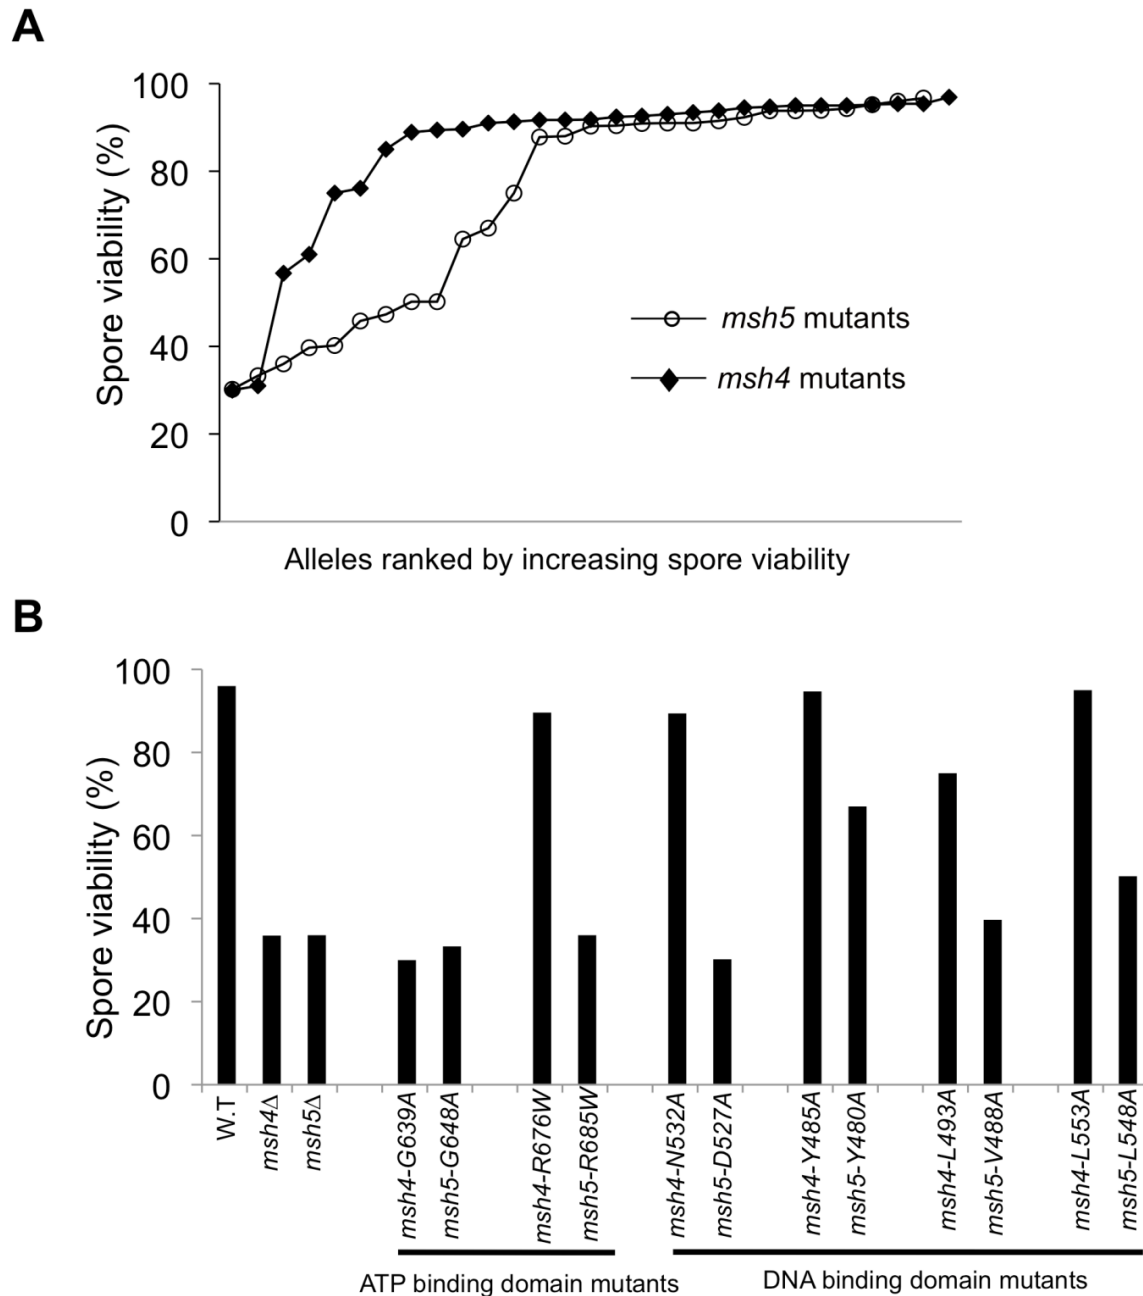 A
100
80
60
40
20
0
Spore viability (%)
msh5 mutants
msh4 mutants
Alleles ranked by increasing spore viability
B
100
80
60
40
20
0
Spore viability (%)
W.T
msh4Δ
msh5Δ
msh4-G639A
msh5-G648A
msh4-R676W
msh5-R685W
msh4-N532A
msh5-D527A
msh4-Y485A
msh5-Y480A
msh4-L493A
msh5-V488A
msh4-L553A
msh5-L548A
ATP binding domain mutants
DNA binding domain mutants